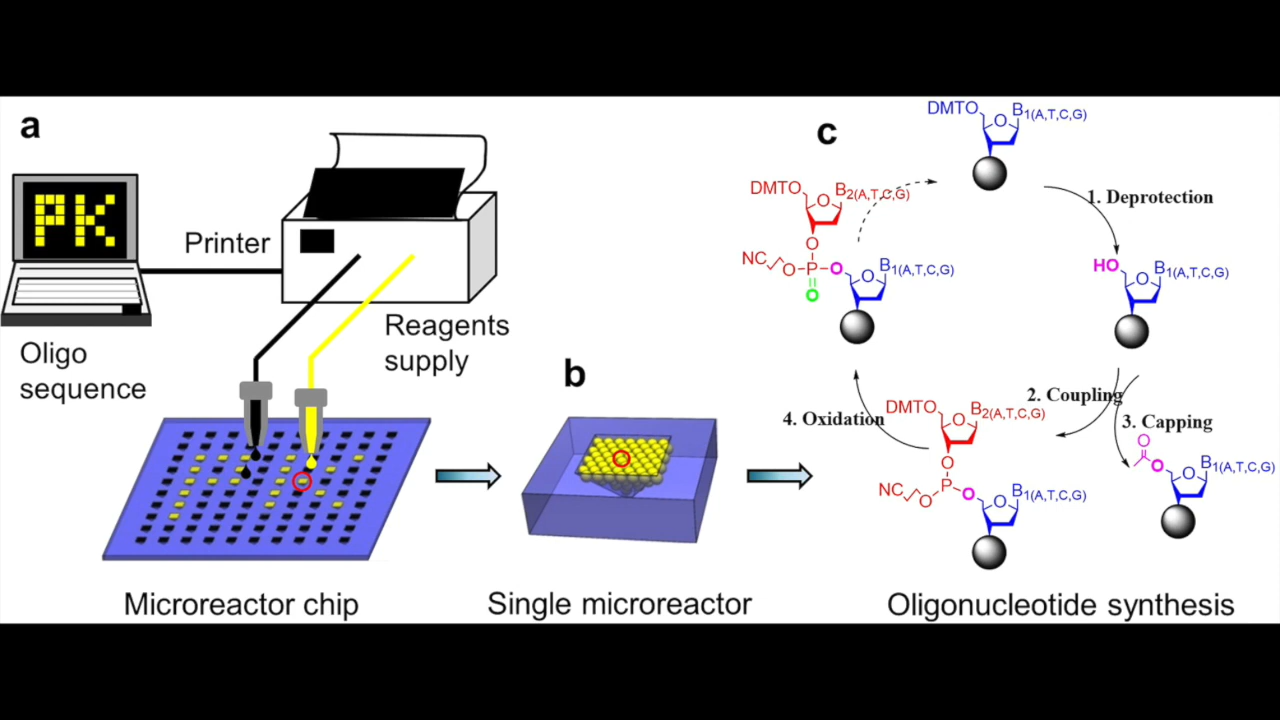 a
PK
Printer
Oligo
sequence
Reagents
supply
Microreactor chip
b
Single microreactor
c
DMTO
O
B1(A,T,C,G)
1. Deprotection
HO
O
B1(A,T,C,G)
2. Coupling
3. Capping
O
O
O
B1(A,T,C,G)
DMTO
O
B2(A,T,C,G)
O
NC
O
P
O
O
B1(A,T,C,G)
4. Oxidation
DMTO
O
B2(A,T,C,G)
O
NC
O
P
O
O
O
B1(A,T,C,G)
Oligonucleotide synthesis